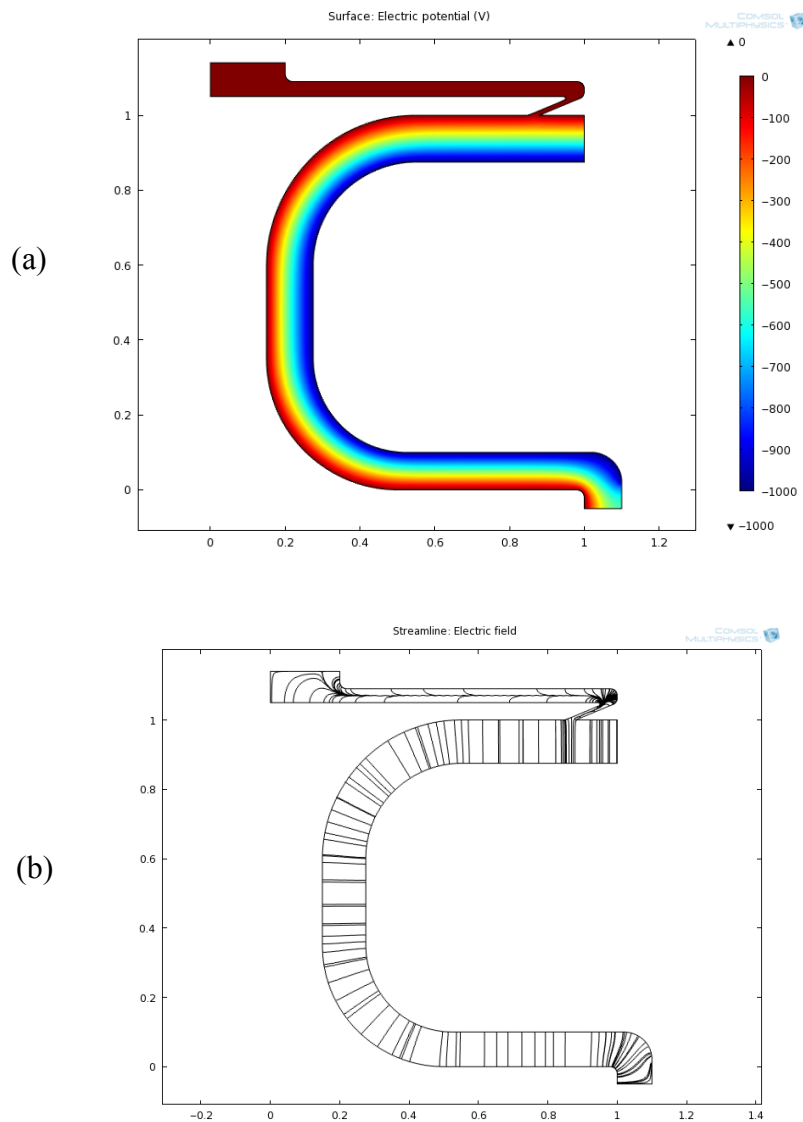 Surface: Electric potential (V)
COMSOL
MULTIPHYSICS
▲ 0
1
0.8
0.6
0.4
0.2
0
0 0.2 0.4 0.6 0.8 1 1.2
0
−100
−200
−300
−400
−500
−600
−700
−800
−900
−1000
▼ −1000
(a)
Streamline: Electric field
COMSOL
MULTIPHYSICS
1
0.8
0.6
0.4
0.2
0
−0.2 0 0.2 0.4 0.6 0.8 1 1.2 1.4
(b)